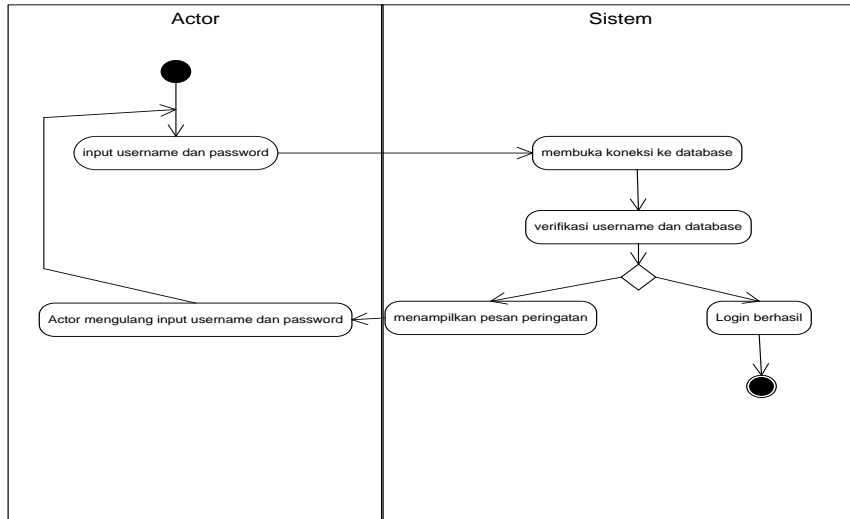 Actor
Sistem
input username dan password
membuka koneksi ke database
verifikasi username dan database
Actor mengulang input username dan password
menampilkan pesan peringatan
Login berhasil